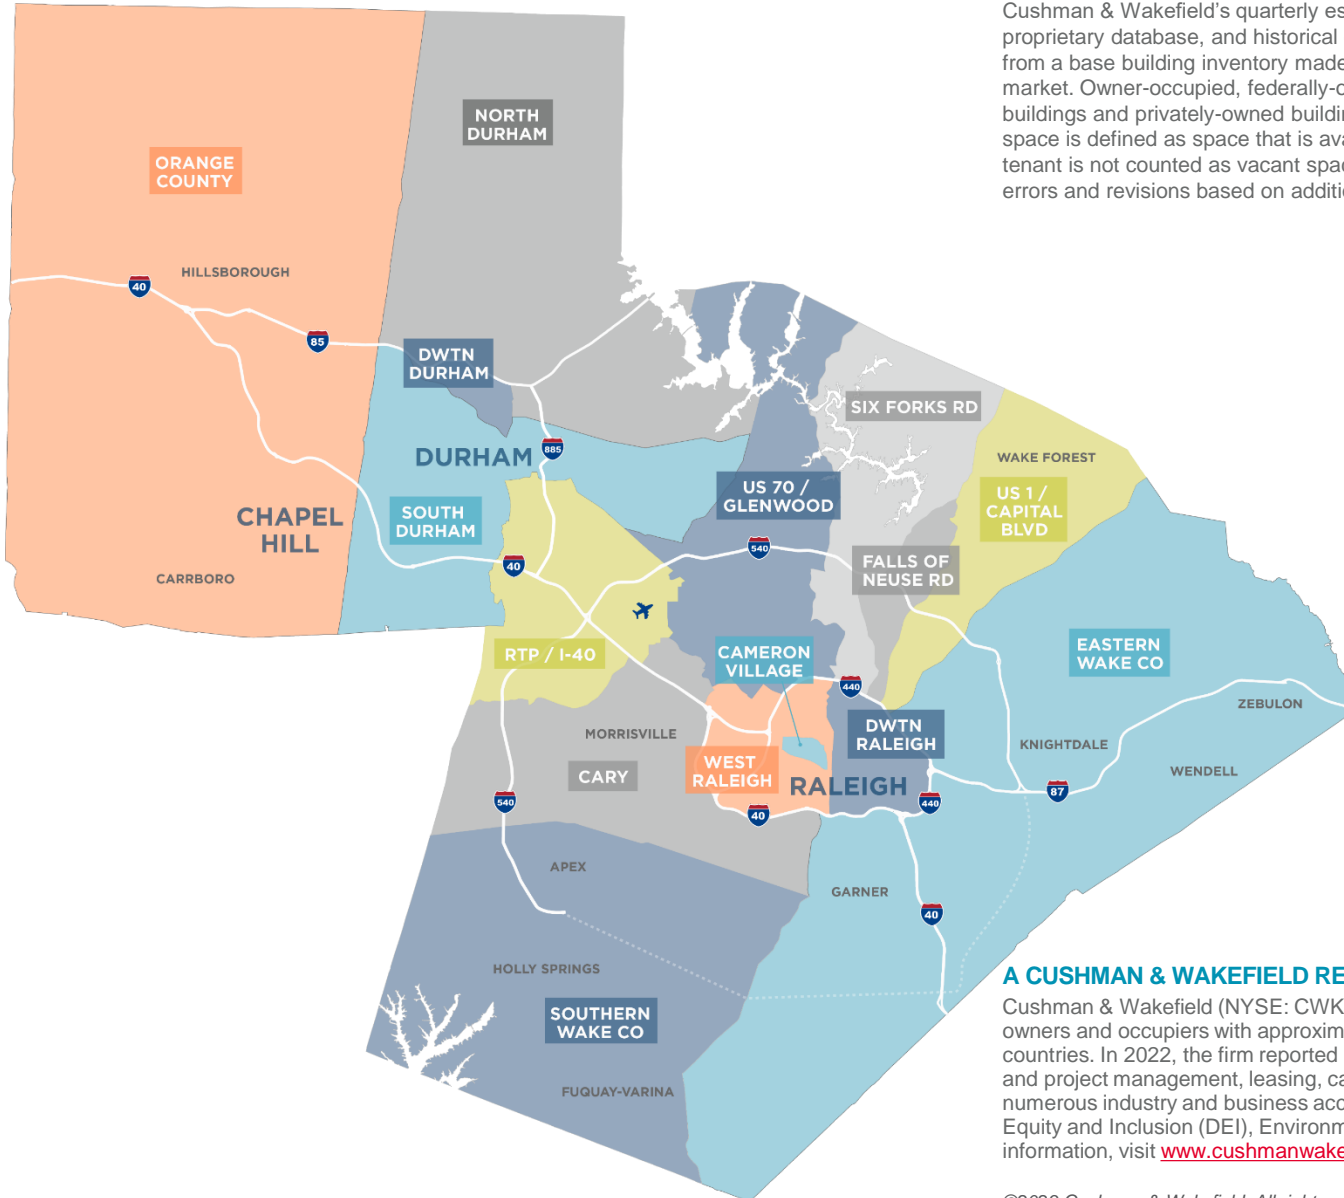 Cushman & Wakefield's quarterly es
proprietary database, and historical
from a base building inventory made
market. Owner-occupied, federally-o
buildings and privately-owned buildin
space is defined as space that is ava
tenant is not counted as vacant spac
errors and revisions based on additi
NORTH
DURHAM
ORANGE
COUNTY
HILLSBOROUGH
40
85
DWTN
DURHAM
SIX FORKS RD
DURHAM
885
WAKE FOREST
US 70 /
GLENWOOD
US 1 /
CAPITAL
BLVD
SOUTH
DURHAM
CHAPEL
HILL
540
40
FALLS OF
NEUSE RD
CARRBORO
RTP / I-40
CAMERON
VILLAGE
EASTERN
WAKE CO
440
ZEBULON
MORRISVILLE
DWTN
RALEIGH
KNIGHTDALE
CARY
WEST
RALEIGH
WENDELL
RALEIGH
87
540
440
40
APEX
GARNER
40
HOLLY SPRINGS
SOUTHERN
WAKE CO
FUQUAY-VARINA
A CUSHMAN & WAKEFIELD RE
Cushman & Wakefield (NYSE: CWK
owners and occupiers with approxim
countries. In 2022, the firm reported
and project management, leasing, ca
numerous industry and business acc
Equity and Inclusion (DEI), Environm
information, visit www.cushmanwake